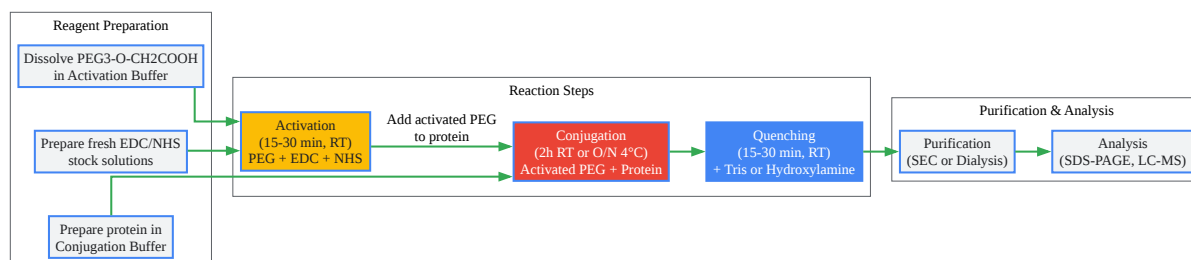 Reagent Preparation
Dissolve PEG3-O-CH2COOH
in Activation Buffer
Prepare fresh EDC/NHS
stock solutions
Prepare protein in
Conjugation Buffer
Reaction Steps
Activation
(15-30 min, RT)
PEG + EDC + NHS
Add activated PEG
to protein
Conjugation
(2h RT or O/N 4°C)
Activated PEG + Protein
Quenching
(15-30 min, RT)
+ Tris or Hydroxylamine
Purification & Analysis
Purification
(SEC or Dialysis)
Analysis
(SDS-PAGE, LC-MS)